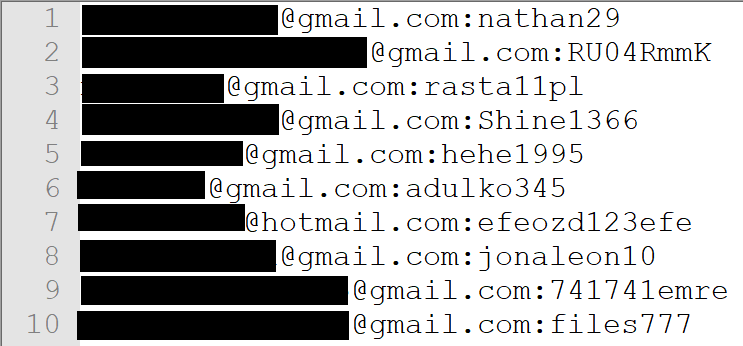 1 @gmail.com:nathan29
2 @gmail.com:RU04RmmK
3 @gmail.com:rasta11pl
4 @gmail.com:Shine1366
5 @gmail.com:hehe1995
6 @gmail.com:adulko345
7 @hotmail.com:efeozd123efe
8 @gmail.com:jonaleon10
9 @gmail.com:741741emre
10 @gmail.com:files777